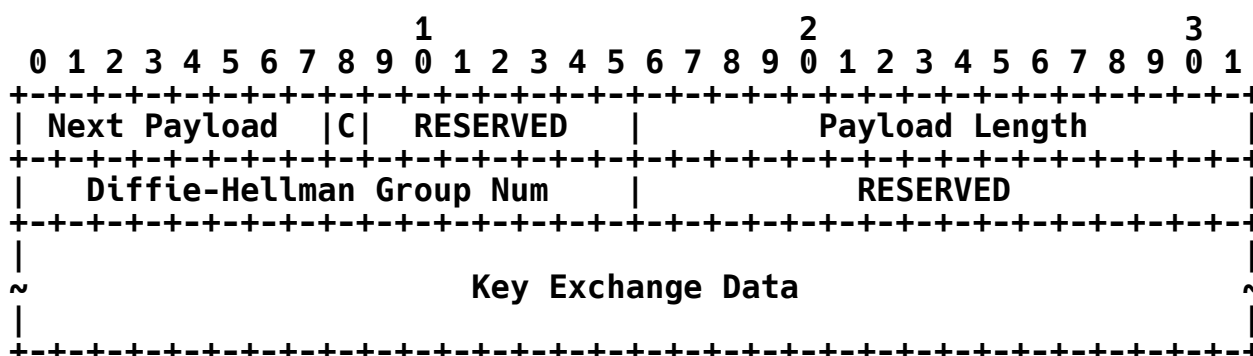 1                   2                   3
 0 1 2 3 4 5 6 7 8 9 0 1 2 3 4 5 6 7 8 9 0 1 2 3 4 5 6 7 8 9 0 1
+-+-+-+-+-+-+-+-+-+-+-+-+-+-+-+-+-+-+-+-+-+-+-+-+-+-+-+-+-+-+-+-+
| Next Payload  |C|  RESERVED   |         Payload Length        |
+-+-+-+-+-+-+-+-+-+-+-+-+-+-+-+-+-+-+-+-+-+-+-+-+-+-+-+-+-+-+-+-+
|   Diffie-Hellman Group Num    |           RESERVED            |
+-+-+-+-+-+-+-+-+-+-+-+-+-+-+-+-+-+-+-+-+-+-+-+-+-+-+-+-+-+-+-+-+
|                                                               |
~                       Key Exchange Data                       ~
|                                                               |
+-+-+-+-+-+-+-+-+-+-+-+-+-+-+-+-+-+-+-+-+-+-+-+-+-+-+-+-+-+-+-+-+